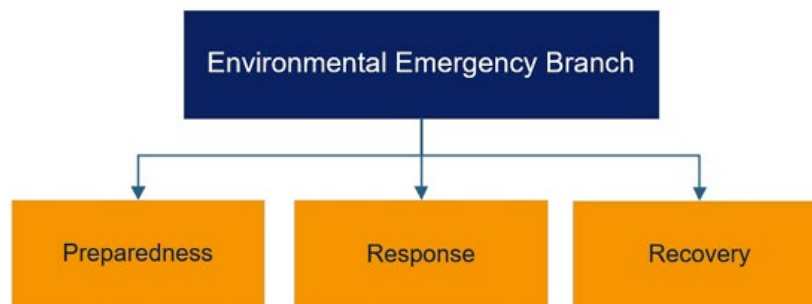 Environmental Emergency Branch
Preparedness
Response
Recovery